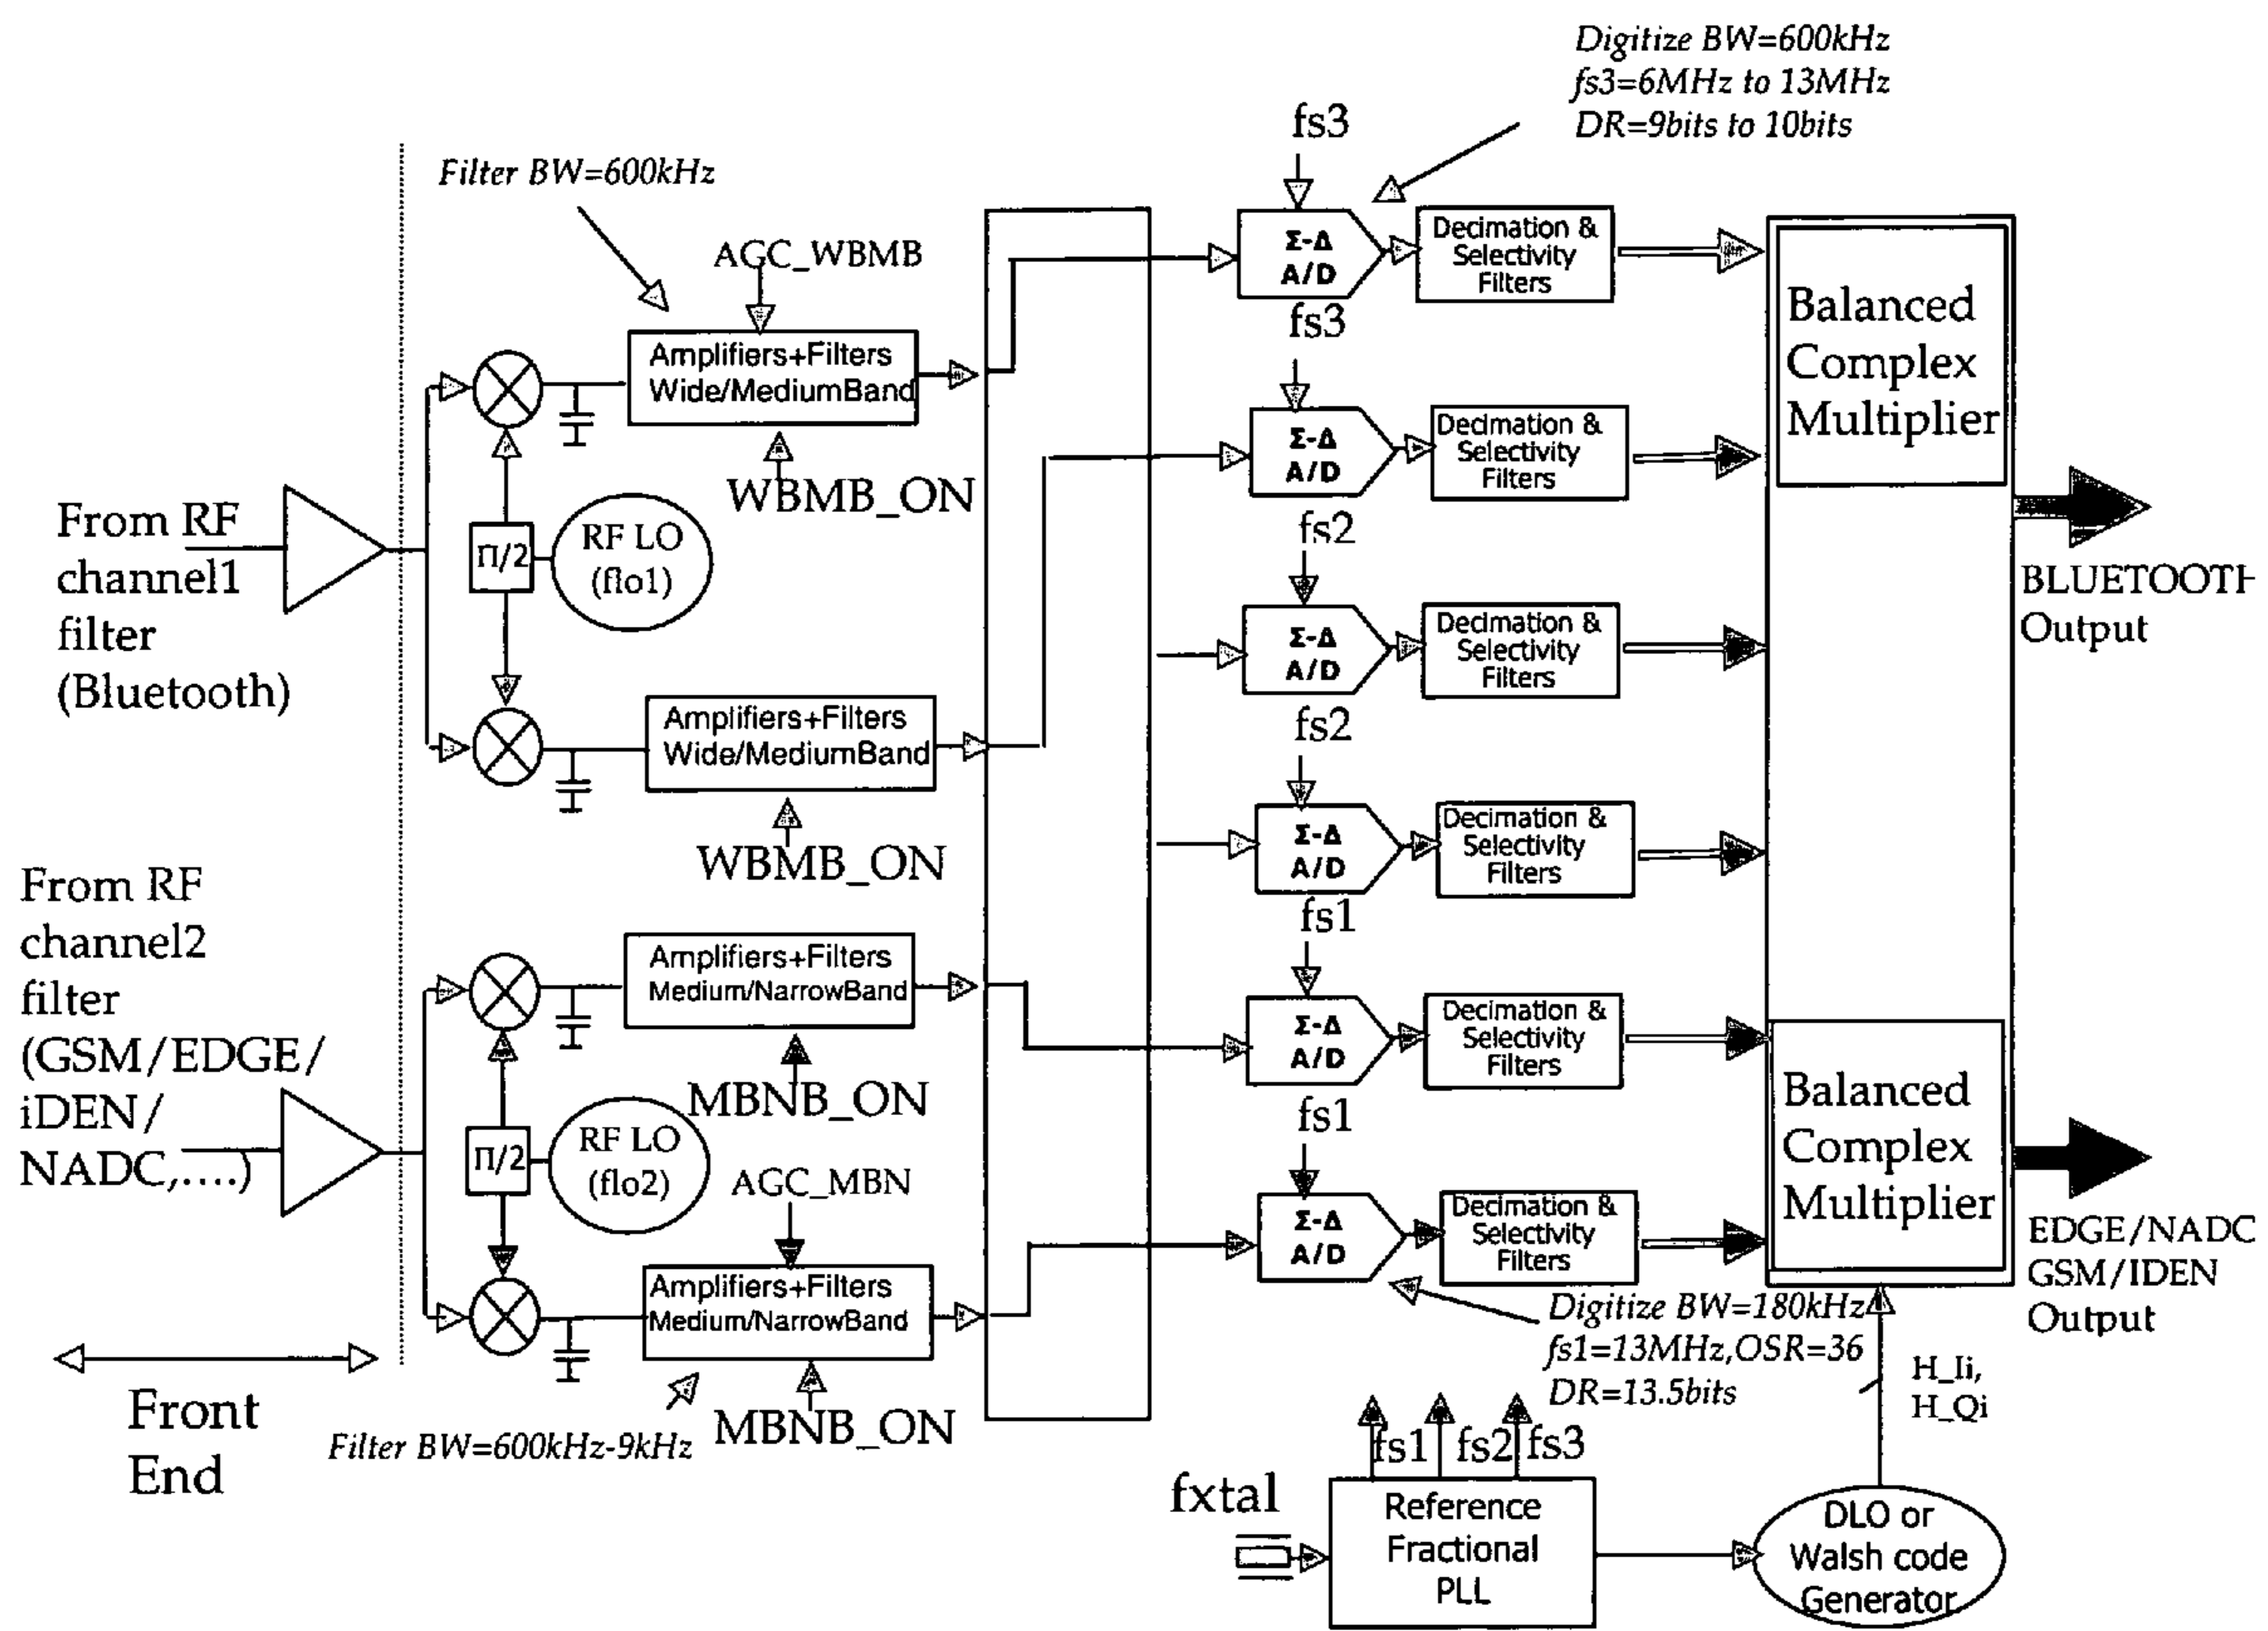 Digitize BW=600kHz
fs3=6MHz to 13MHz
DR=9bits to 10bits
fs3
Filter BW=600kHz
AGC_WBMB
Σ-Δ
A/D
Decimation &
Selectivity
Filters
fs3
Balanced
Complex
Multiplier
Amplifiers+Filters
Wide/MediumBand
WBMB_ON
Σ-Δ
A/D
Decimation &
Selectivity
Filters
fs2
From RF
channel1
filter
(Bluetooth)
Π/2
RF LO
(flo1)
BLUETOOTH
Output
Σ-Δ
A/D
Decimation &
Selectivity
Filters
fs2
Amplifiers+Filters
Wide/MediumBand
WBMB_ON
Σ-Δ
A/D
Decimation &
Selectivity
Filters
fs1
From RF
channel2
filter
(GSM/EDGE/
iDEN/
NADC,....)
Amplifiers+Filters
Medium/NarrowBand
MBNB_ON
Σ-Δ
A/D
Decimation &
Selectivity
Filters
fs1
Balanced
Complex
Multiplier
Π/2
RF LO
(flo2)
AGC_MBN
Σ-Δ
A/D
Decimation &
Selectivity
Filters
EDGE/NADC
GSM/IDEN
Output
Amplifiers+Filters
Medium/NarrowBand
MBNB_ON
Digitize BW=180kHz
fs1=13MHz,OSR=36
DR=13.5bits
H_Ii,
H_Qi
Front
End
Filter BW=600kHz-9kHz
fs1
fs2
fs3
fxtal
Reference
Fractional
PLL
DLO or
Walsh code
Generator